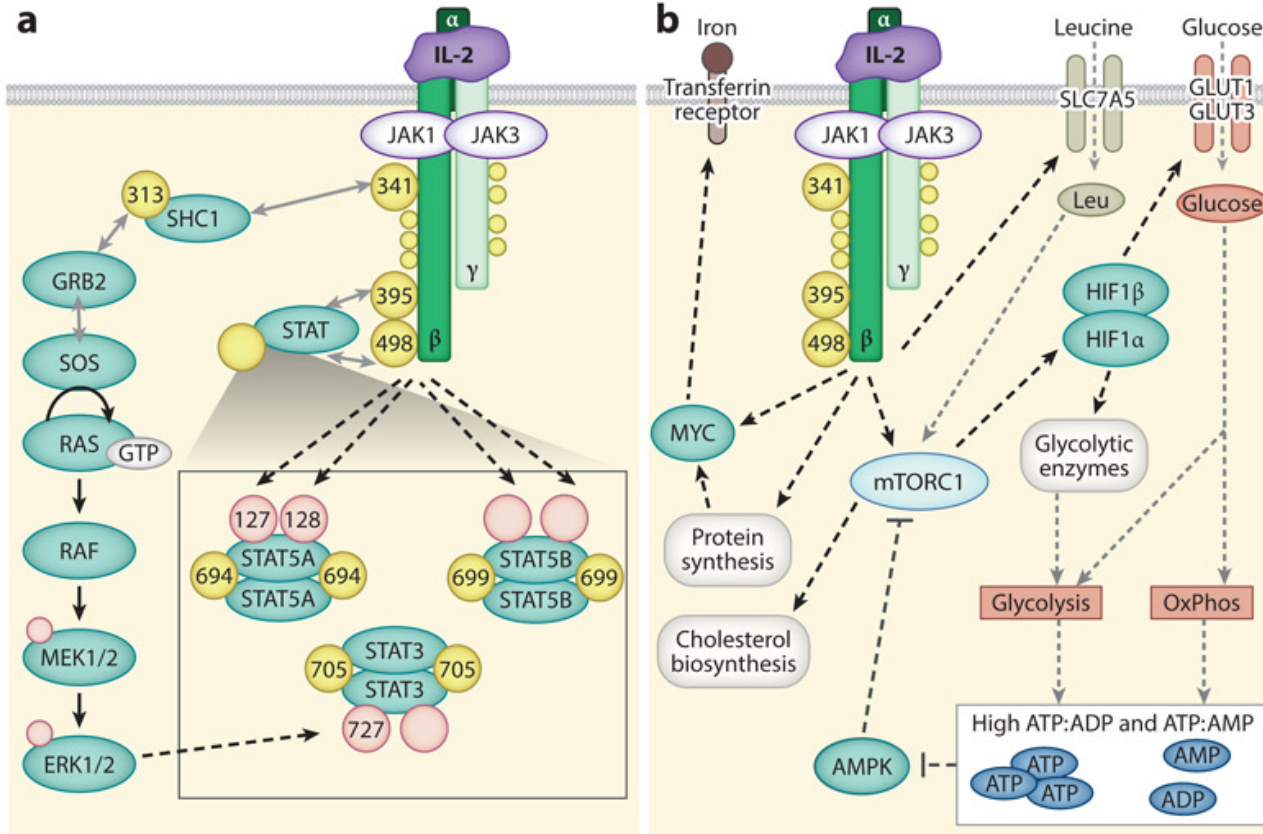 a
α
IL-2
JAK1
JAK3
313
SHC1
341
GRB2
γ
395
STAT
498
β
SOS
RAS
GTP
RAF
127
128
STAT5A
694
694
STAT5A
STAT5B
699
699
STAT5B
MEK1/2
STAT3
705
705
STAT3
727
ERK1/2
b
Iron
α
IL-2
Leucine
Glucose
Transferrin
receptor
SLC7A5
GLUT1
GLUT3
JAK1
JAK3
341
Leu
Glucose
γ
395
HIF1β
498
β
HIF1α
MYC
Glycolytic
enzymes
mTORC1
Protein
synthesis
Glycolysis
OxPhos
Cholesterol
biosynthesis
High ATP:ADP and ATP:AMP
AMPK
ATP
ATP
ATP
AMP
ADP